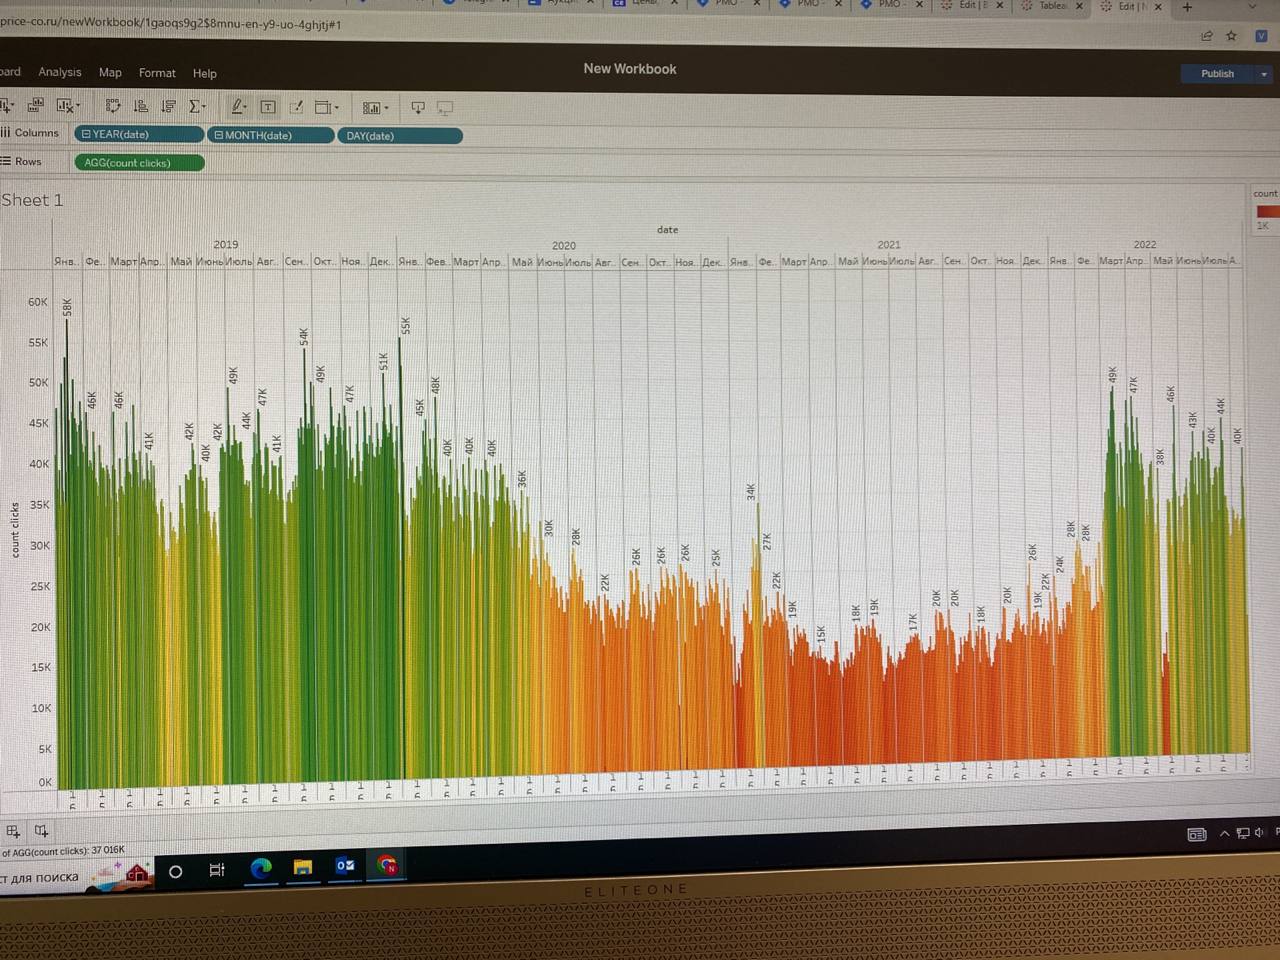 PMO - Edit | Tablea
price-co.ru/newWorkbook/1gaoqs9g2$8mnu-en-y9-uo-4ghjtj#1
ard Analysis Map Format Help New Workbook Publish
Columns YEAR(date) MONTH(date) DAY(date)
Rows AGG(count clicks)
Sheet 1
count
1K
date
2019 2020 2021 2022
Янв.. Фе.. Март Апр.. Май Июнь Июль Авг.. Сен.. Окт.. Ноя.. Дек.. Янв.. Фев.. Март Апр.. Май Июнь Июль Авг.. Сен.. Окт.. Ноя.. Дек.. Янв.. Фе.. Март Апр.. Май Июнь Июль Авг.. Сен.. Окт.. Ноя.. Дек.. Янв.. Фе.. Март Апр.. Май Июнь Июль А..
count clicks
60K
55K
50K
45K
40K
35K
30K
25K
20K
15K
10K
5K
0K
58K 46K 46K 41K 42K 40K 42K 49K 44K 47K 41K 54K 49K 47K 51K 55K 45K 48K 40K 40K 40K 36K 30K 28K 22K 26K 26K 26K 25K 34K 27K 22K 19K 15K 18K 19K 17K 20K 20K 18K 20K 26K 19K 22K 24K 28K 28K 49K 47K 38K 46K 43K 40K 44K 40K
of AGG(count clicks): 37 016K
ст для поиска
ELITEONE